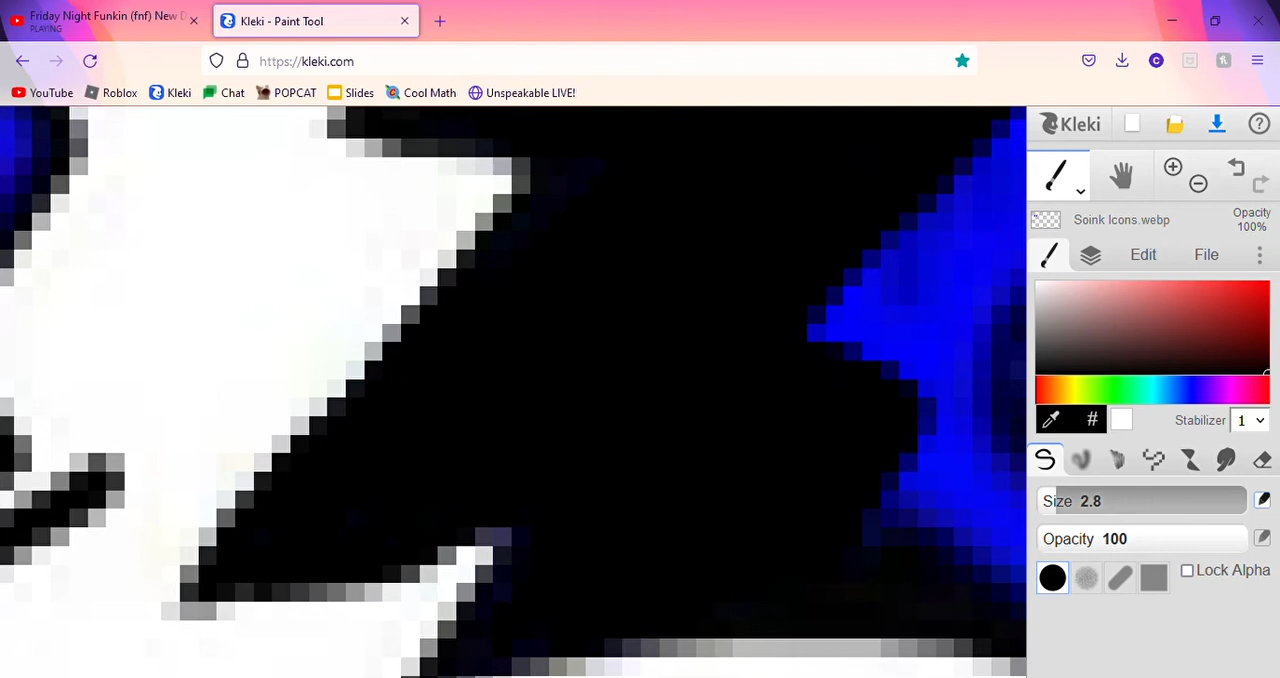 Friday Night Funkin (fnf) New D
PLAYING
Kleki - Paint Tool
https://kleki.com
YouTube Roblox Kleki Chat POPCAT Slides Cool Math Unspeakable LIVE!
Kleki
Soink Icons.webp
Opacity
100%
Edit File
# Stabilizer 1
Size 2.8
Opacity 100
Lock Alpha